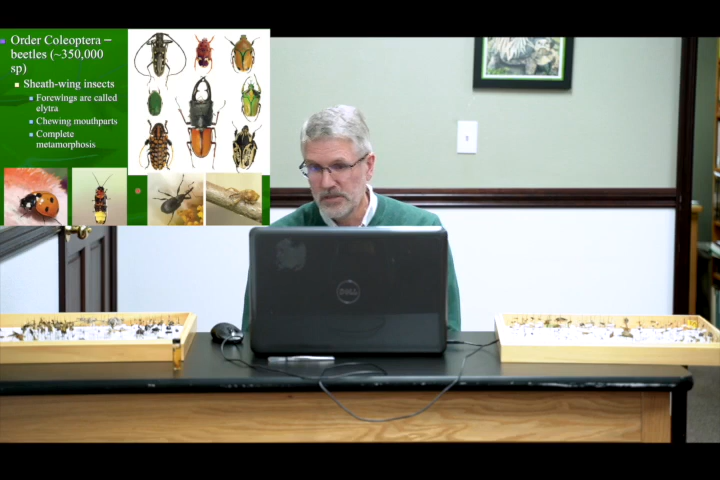 Order Coleoptera –
beetles (~350,000
sp)
Sheath-wing insects
Forewings are called
elytra
Chewing mouthparts
Complete
metamorphosis
DELL